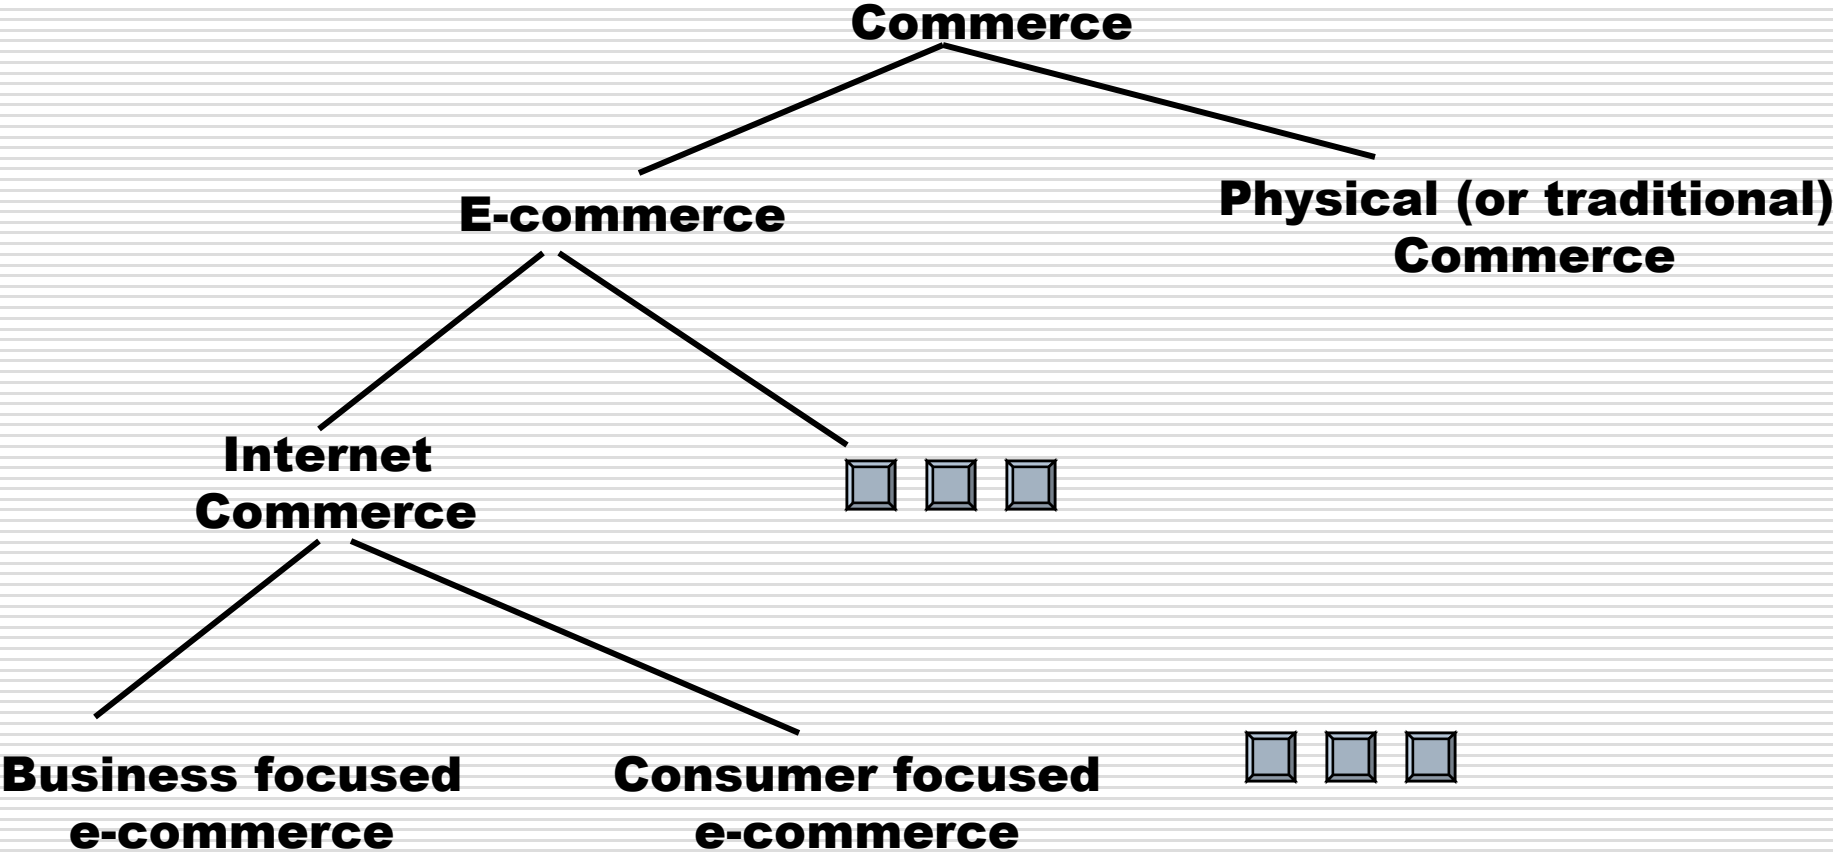 Commerce
E-commerce
Physical (or traditional)
Commerce
Internet
Commerce
Business focused
e-commerce
Consumer focused
e-commerce